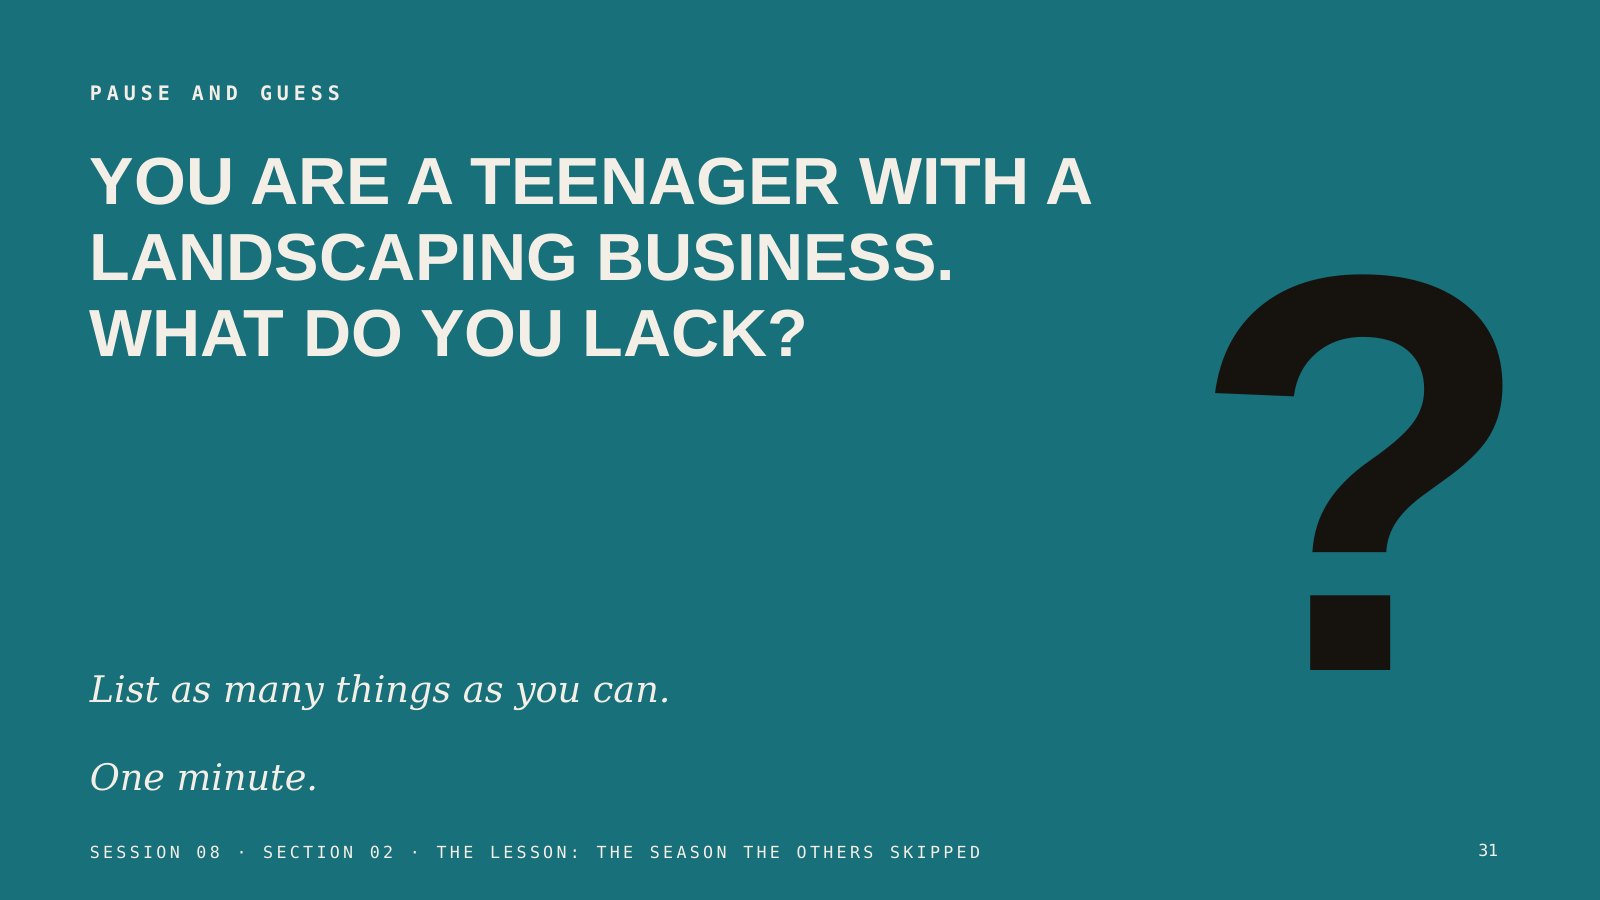 PAUSE AND GUESS
YOU ARE A TEENAGER WITH A
LANDSCAPING BUSINESS.
WHAT DO YOU LACK?
?
List as many things as you can.
One minute.
SESSION 08 · SECTION 02 · THE LESSON: THE SEASON THE OTHERS SKIPPED
31